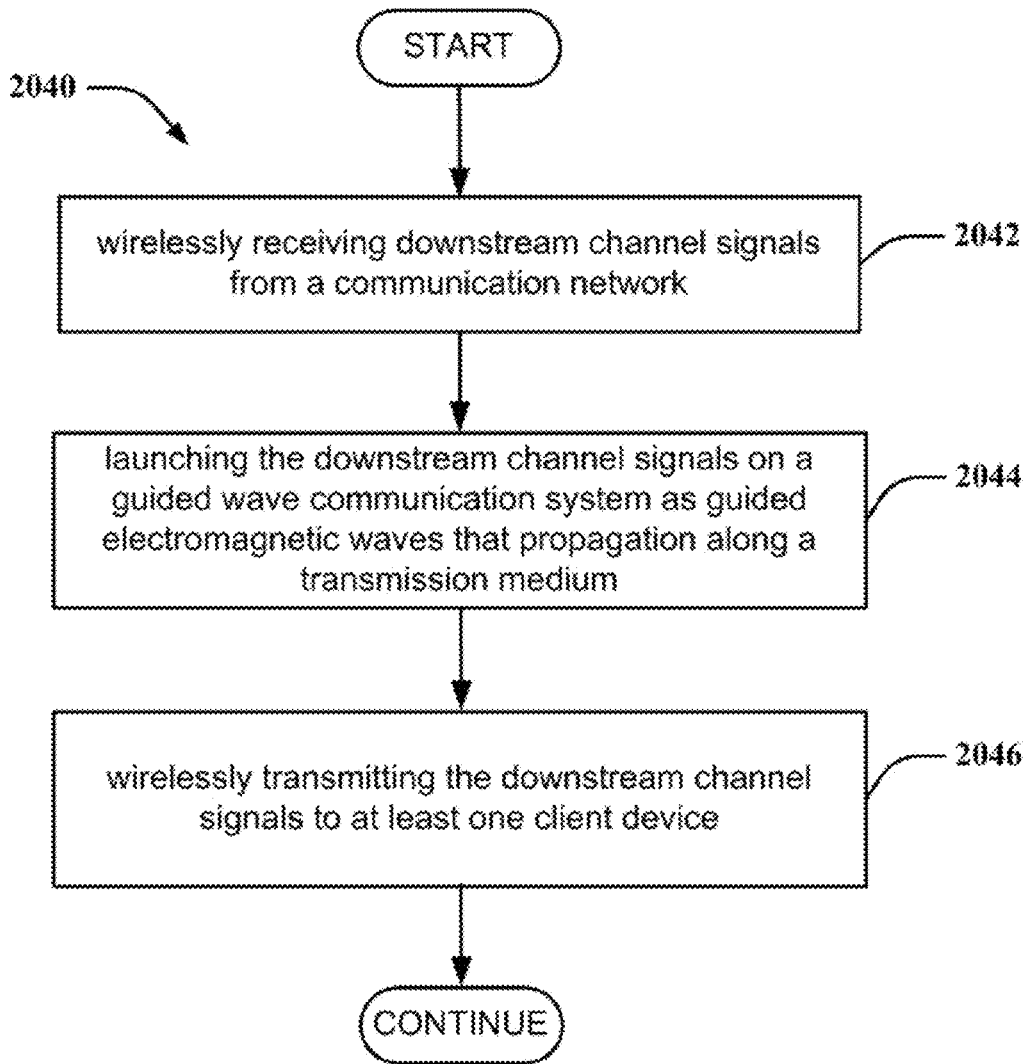 START
2040
wirelessly receiving downstream channel signals
from a communication network
2042
launching the downstream channel signals on a
guided wave communication system as guided
electromagnetic waves that propagation along a
transmission medium
2044
wirelessly transmitting the downstream channel
signals to at least one client device
2046
CONTINUE